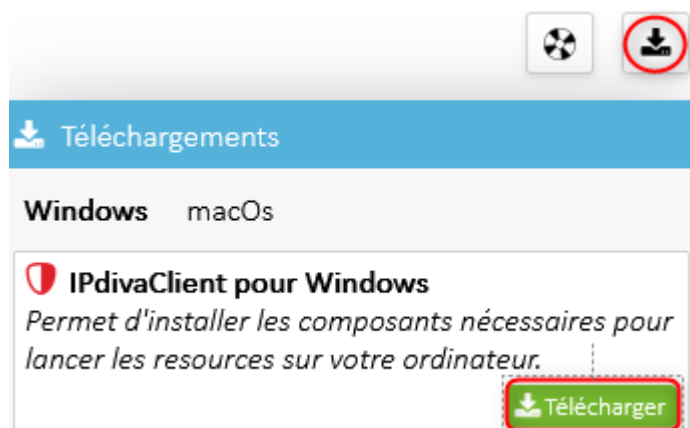 Téléchargements
Windows macOs
IPdivaClient pour Windows
Permet d'installer les composants nécessaires pour
lancer les resources sur votre ordinateur.
Télécharger